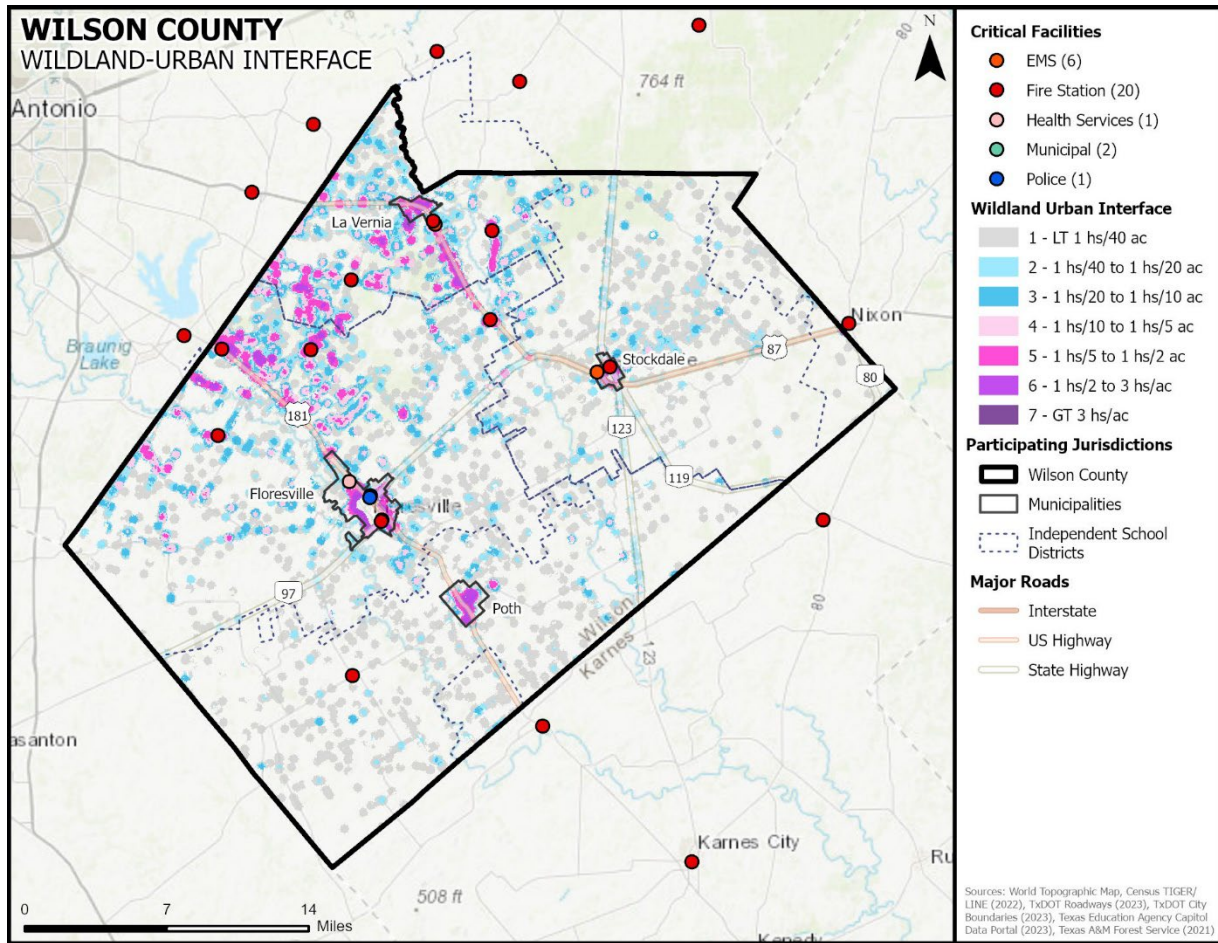 WILSON COUNTY
WILDLAND-URBAN INTERFACE
N
764 ft
80
Antonio
La Vernia
Braunig
Lake
Nixon
Stockdale
87
80
181
123
119
Floresville
sville
97
Poth
Wilson
Karnes
123
80
asanton
Karnes City
Ru
508 ft
Kenedy
0 7 14
Miles
Critical Facilities
EMS (6)
Fire Station (20)
Health Services (1)
Municipal (2)
Police (1)
Wildland Urban Interface
1 - LT 1 hs/40 ac
2 - 1 hs/40 to 1 hs/20 ac
3 - 1 hs/20 to 1 hs/10 ac
4 - 1 hs/10 to 1 hs/5 ac
5 - 1 hs/5 to 1 hs/2 ac
6 - 1 hs/2 to 3 hs/ac
7 - GT 3 hs/ac
Participating Jurisdictions
Wilson County
Municipalities
Independent School
Districts
Major Roads
Interstate
US Highway
State Highway
Sources: World Topographic Map, Census TIGER/
LINE (2022), TxDOT Roadways (2023), TxDOT City
Boundaries (2023), Texas Education Agency Capitol
Data Portal (2023), Texas A&M Forest Service (2021)